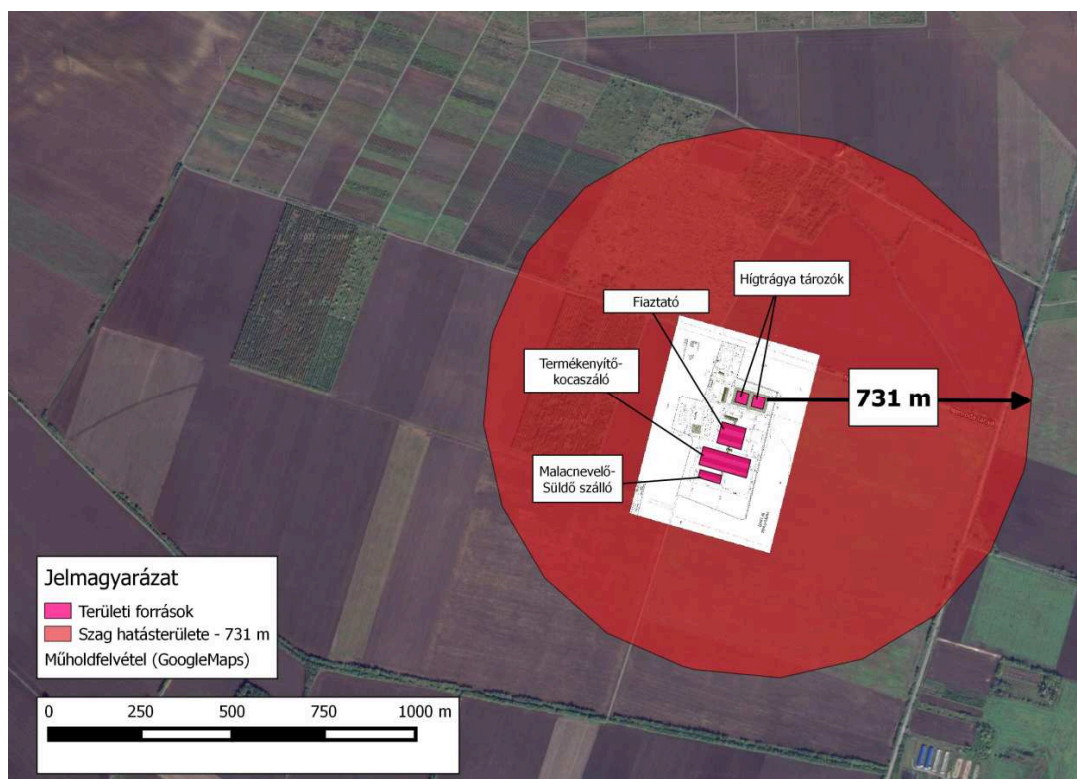 Hígtrágya tározók
Fiaztató
Termékenyítő-
kocaszáló
731 m
Malacnevelő-
Süldő szálló
Jelmagyarázat
Területi források
Szag hatásterülete - 731 m
Műholdfelvétel (GoogleMaps)
0 250 500 750 1000 m